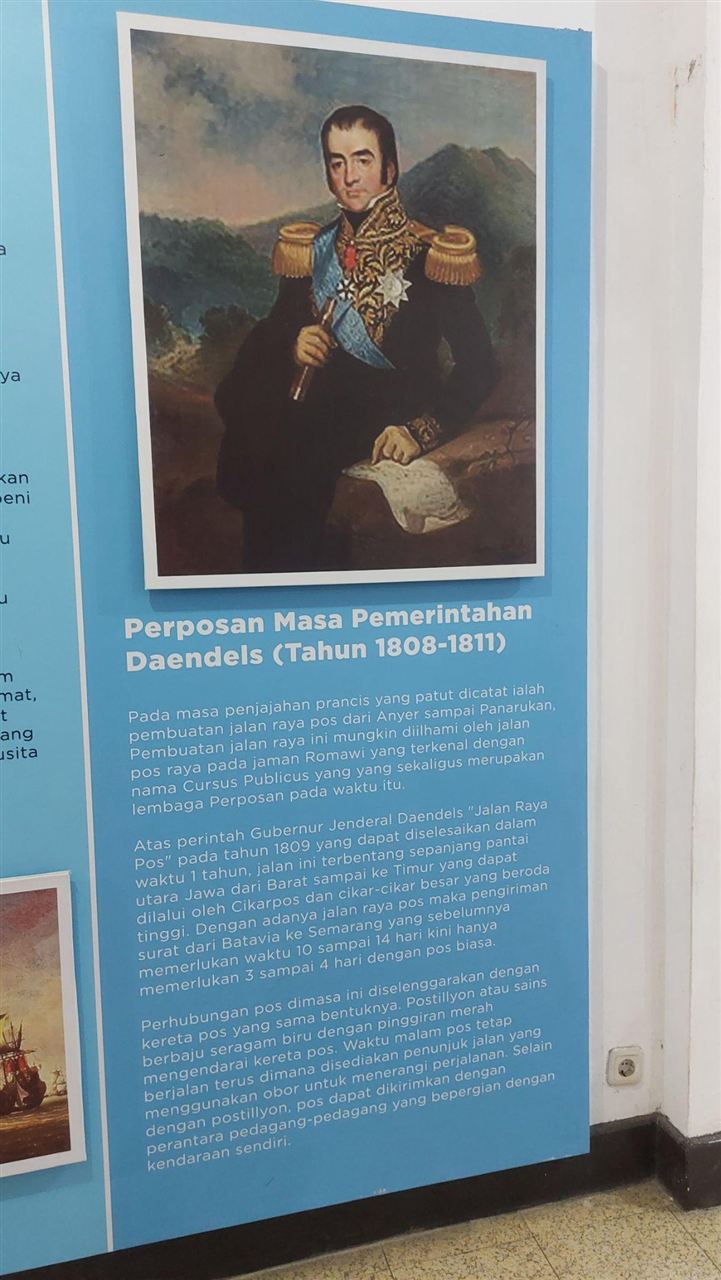 a
ya
kan
peni
u
u
m
mat,
t
ang
usita
Perposan Masa Pemerintahan
Daendels (Tahun 1808-1811)
Pada masa penjajahan prancis yang patut dicatat ialah
pembuatan jalan raya pos dari Anyer sampai Panarukan,
Pembuatan jalan raya ini mungkin diilhami oleh jalan
pos raya pada jaman Romawi yang terkenal dengan
nama Cursus Publicus yang yang sekaligus merupakan
lembaga Perposan pada waktu itu.
Atas perintah Gubernur Jenderal Daendels "Jalan Raya
Pos" pada tahun 1809 yang dapat diselesaikan dalam
waktu 1 tahun, jalan ini terbentang sepanjang pantai
utara Jawa dari Barat sampai ke Timur yang dapat
dilalui oleh Cikarpos dan cikar-cikar besar yang beroda
tinggi. Dengan adanya jalan raya pos maka pengiriman
surat dari Batavia ke Semarang yang sebelumnya
memerlukan waktu 10 sampai 14 hari kini hanya
memerlukan 3 sampai 4 hari dengan pos biasa.
Perhubungan pos dimasa ini diselenggarakan dengan
kereta pos yang sama bentuknya. Postillyon atau sains
berbaju seragam biru dengan pinggiran merah
mengendarai kereta pos. Waktu malam pos tetap
berjalan terus dimana disediakan penunjuk jalan yang
menggunakan obor untuk menerangi perjalanan. Selain
dengan postillyon, pos dapat dikirimkan dengan
perantara pedagang-pedagang yang bepergian dengan
kendaraan sendiri.